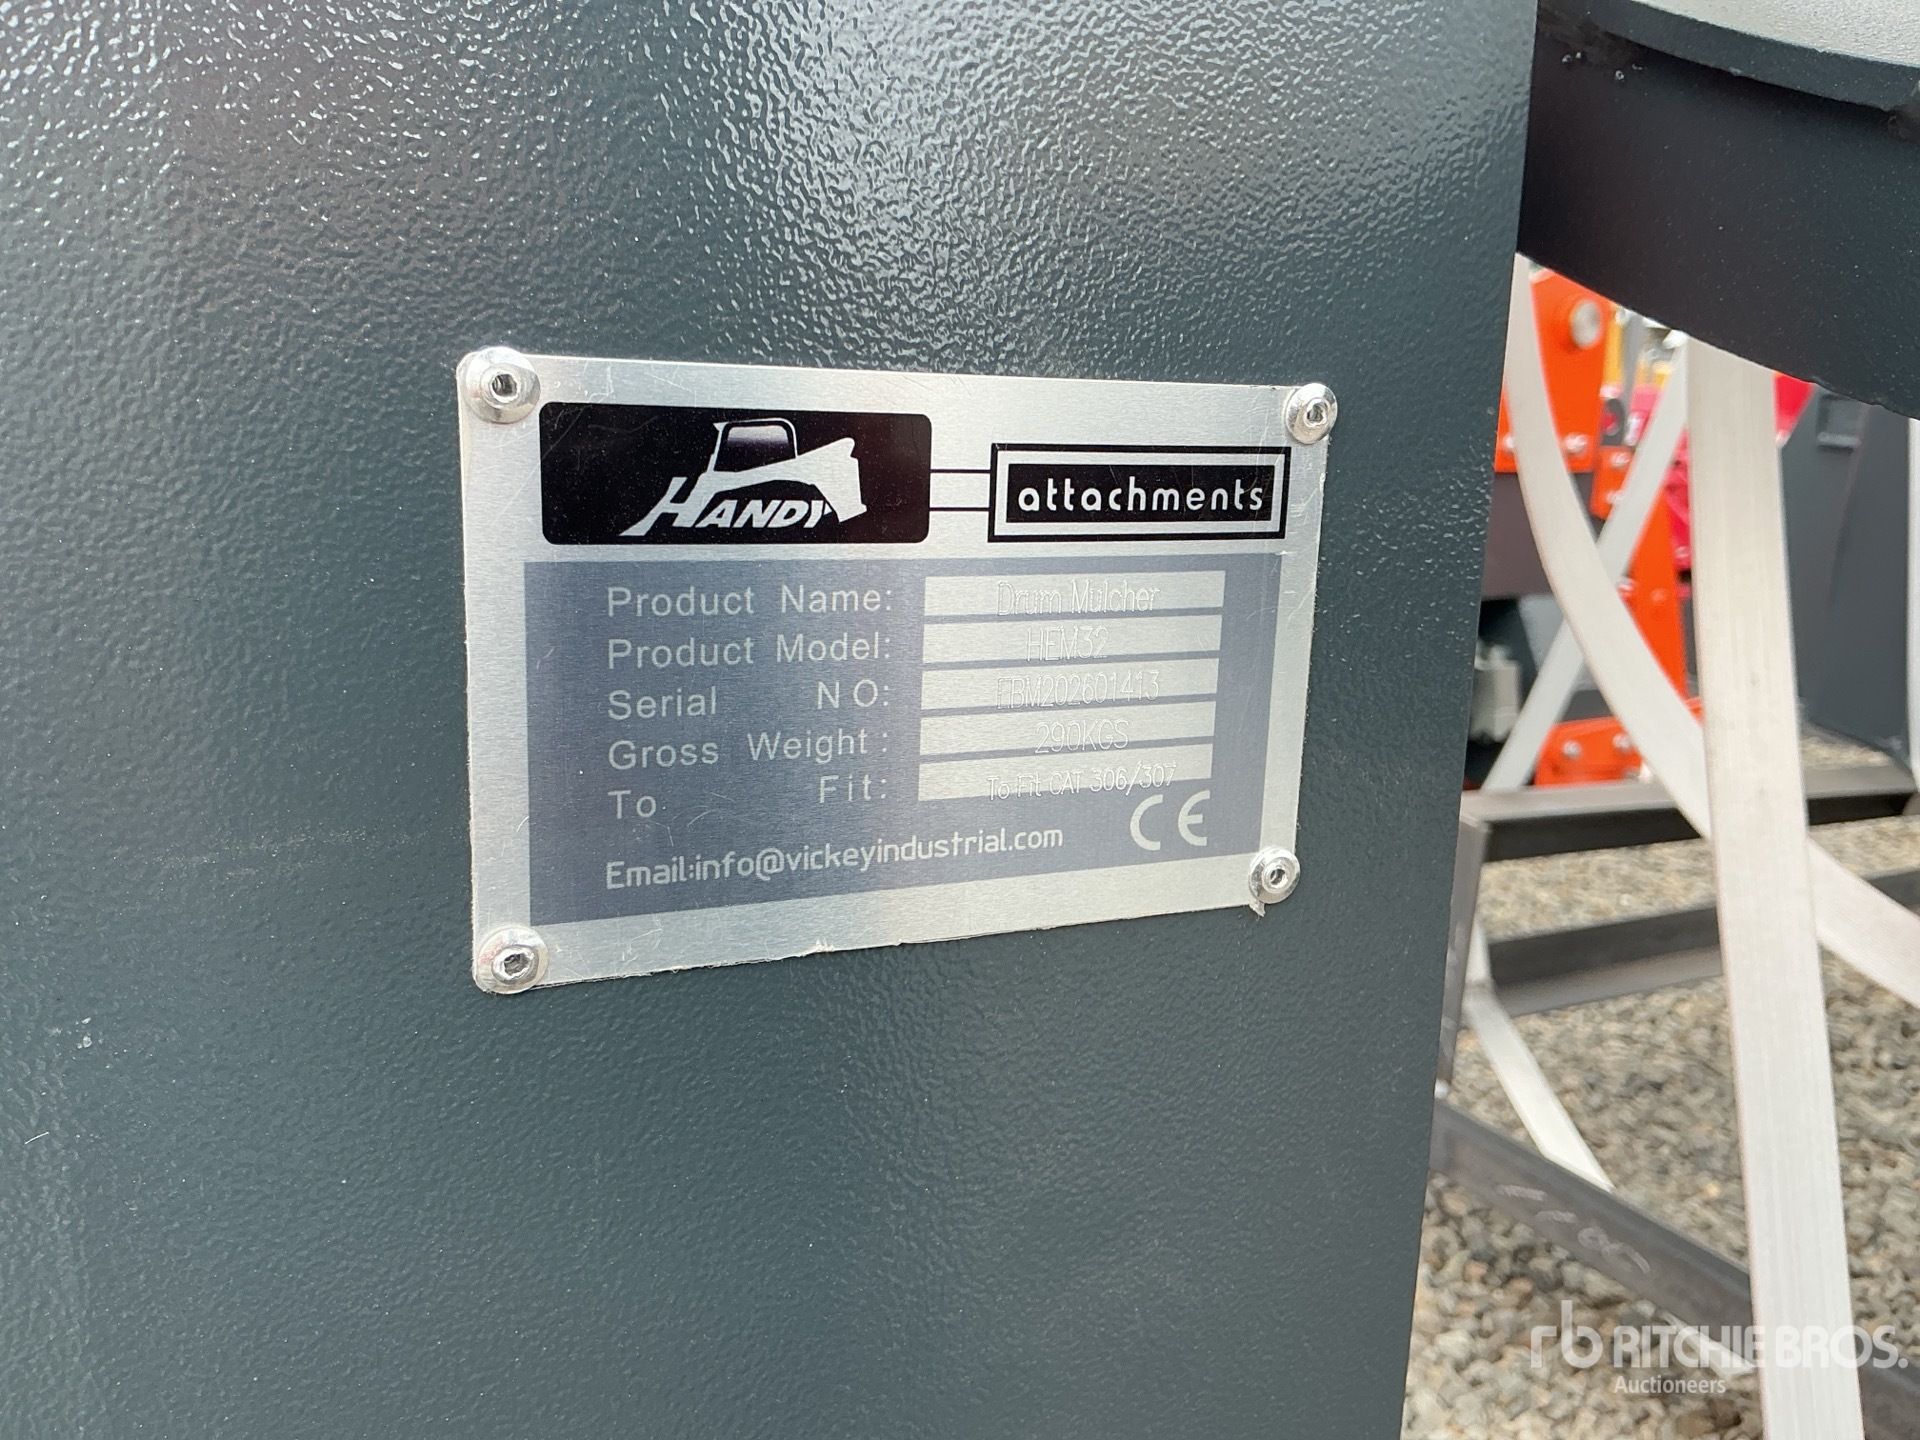 HANDY attachments
Product Name: Drum Mulcher
Product Model: HEM32
Serial NO: EBM202601413
Gross Weight: 290KGS
To Fit: To Fit CAT 306/307
Email:info@vickeyindustrial.com CE
rb RITCHIE BROS.
Auctioneers